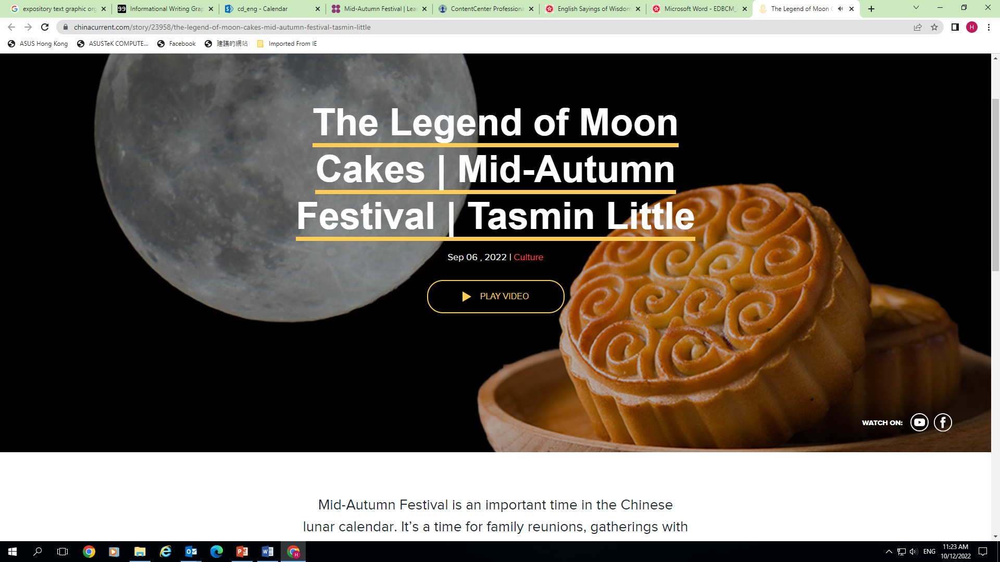 expository text graphic org
Informational Writing Grap
cd_eng - Calendar
Mid-Autumn Festival | Lea
ContentCenter Professiona
English Sayings of Wisdom
Microsoft Word - EDBCM_
The Legend of Moon C
chinacurrent.com/story/23958/the-legend-of-moon-cakes-mid-autumn-festival-tasmin-little
H
ASUS Hong Kong
ASUSTeK COMPUTE...
Facebook
建議的網站
Imported From IE
The Legend of Moon
Cakes | Mid-Autumn
Festival | Tasmin Little
Sep 06 , 2022 | Culture
PLAY VIDEO
WATCH ON:
Mid-Autumn Festival is an important time in the Chinese
lunar calendar. It’s a time for family reunions, gatherings with
ENG
11:23 AM
10/12/2022